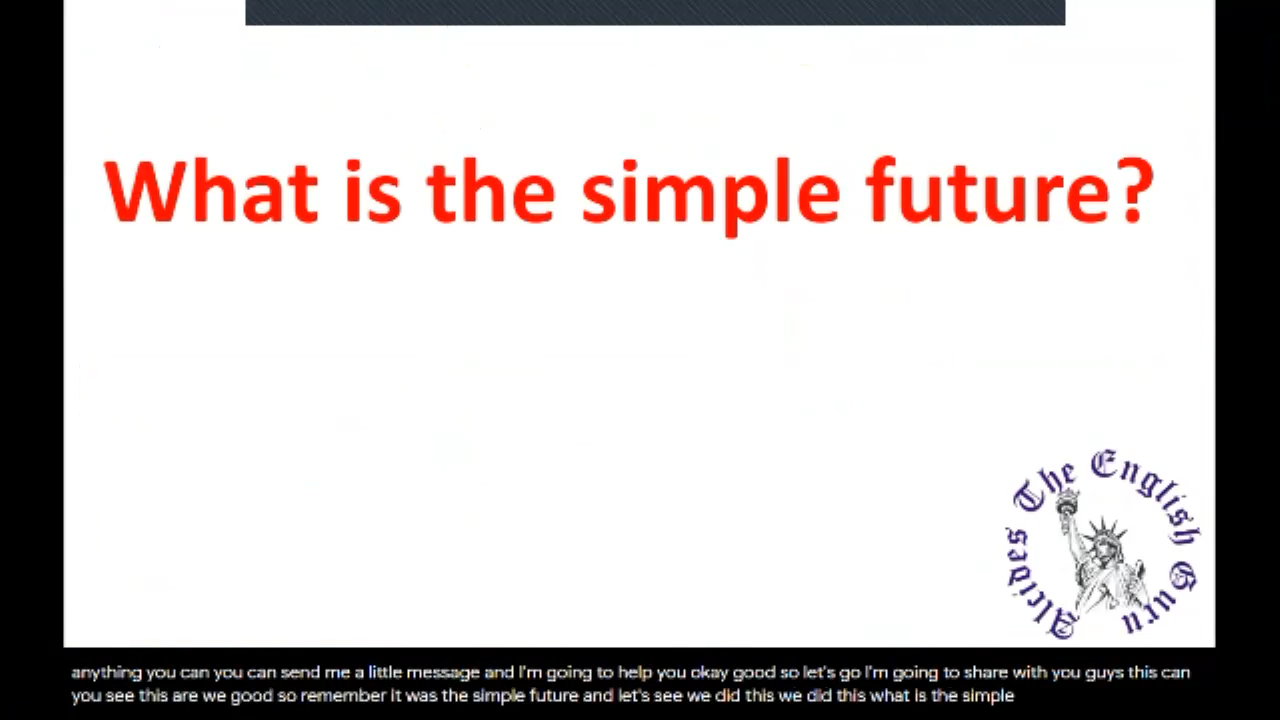 What is the simple future?
Alcides The English Guru
anything you can you can send me a little message and I'm going to help you okay good so let's go I'm going to share with you guys this can
you see this are we good so remember it was the simple future and let's see we did this we did this what is the simple